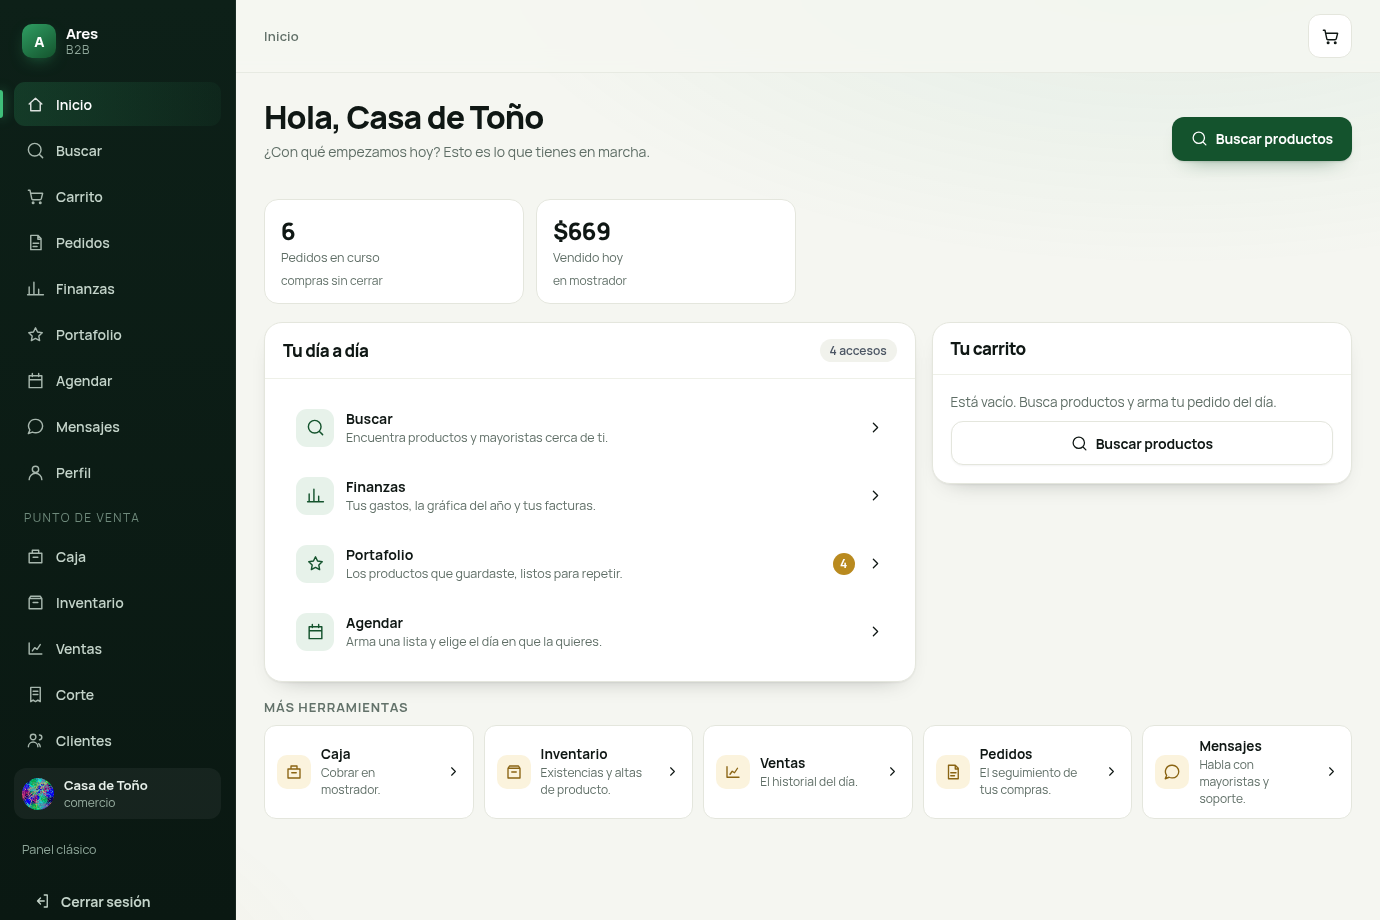 A
Ares
B2B
Inicio
Buscar
Carrito
Pedidos
Finanzas
Portafolio
Agendar
Mensajes
Perfil
PUNTO DE VENTA
Caja
Inventario
Ventas
Corte
Clientes
Casa de Toño
comercio
Panel clásico
Cerrar sesión
Inicio
Hola, Casa de Toño
¿Con qué empezamos hoy? Esto es lo que tienes en marcha.
Buscar productos
6
Pedidos en curso
compras sin cerrar
$669
Vendido hoy
en mostrador
Tu día a día
4 accesos
Buscar
Encuentra productos y mayoristas cerca de ti.
Finanzas
Tus gastos, la gráfica del año y tus facturas.
Portafolio
Los productos que guardaste, listos para repetir.
4
Agendar
Arma una lista y elige el día en que la quieres.
Tu carrito
Está vacío. Busca productos y arma tu pedido del día.
Buscar productos
MÁS HERRAMIENTAS
Caja
Cobrar en
mostrador.
Inventario
Existencias y altas
de producto.
Ventas
El historial del día.
Pedidos
El seguimiento de
tus compras.
Mensajes
Habla con
mayoristas y
soporte.